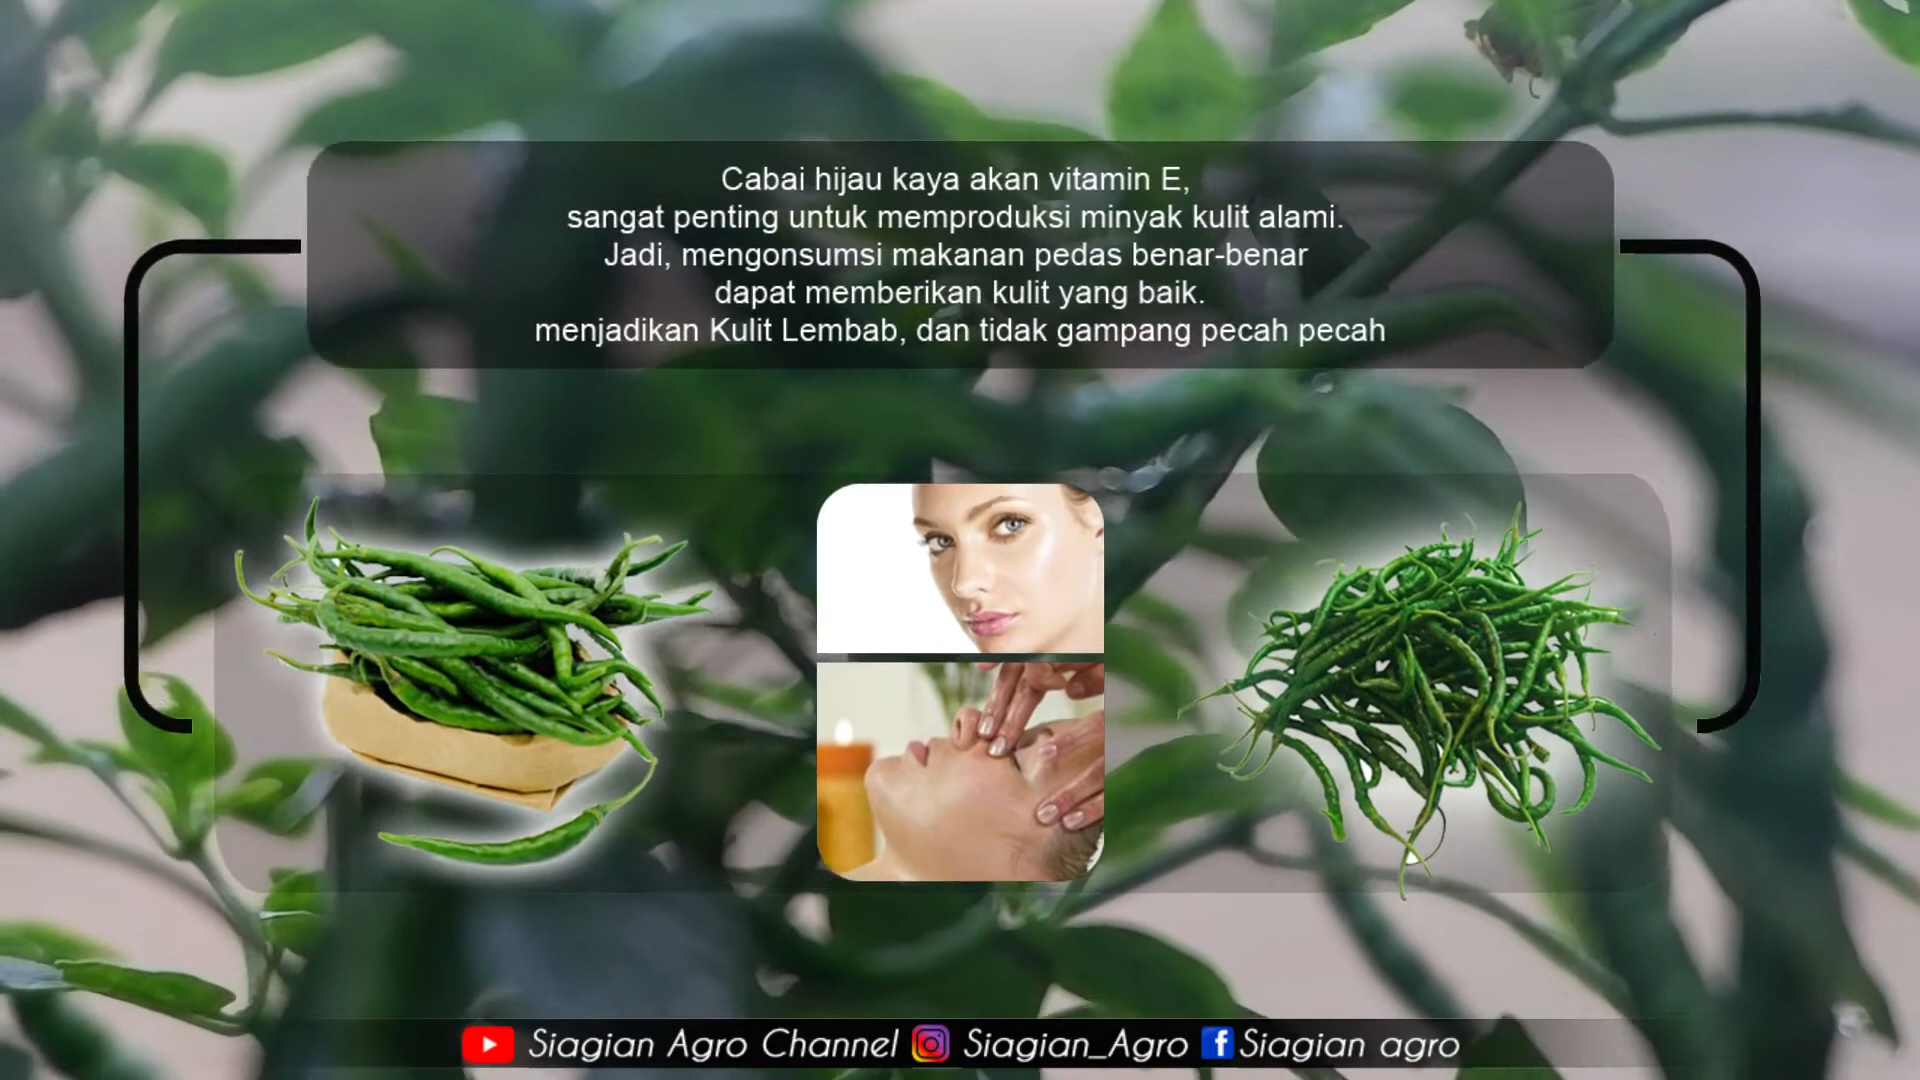 Cabai hijau kaya akan vitamin E,
sangat penting untuk memproduksi minyak kulit alami.
Jadi, mengonsumsi makanan pedas benar-benar
dapat memberikan kulit yang baik.
menjadikan Kulit Lembab, dan tidak gampang pecah pecah
Siagian Agro Channel Siagian_Agro Siagian agro